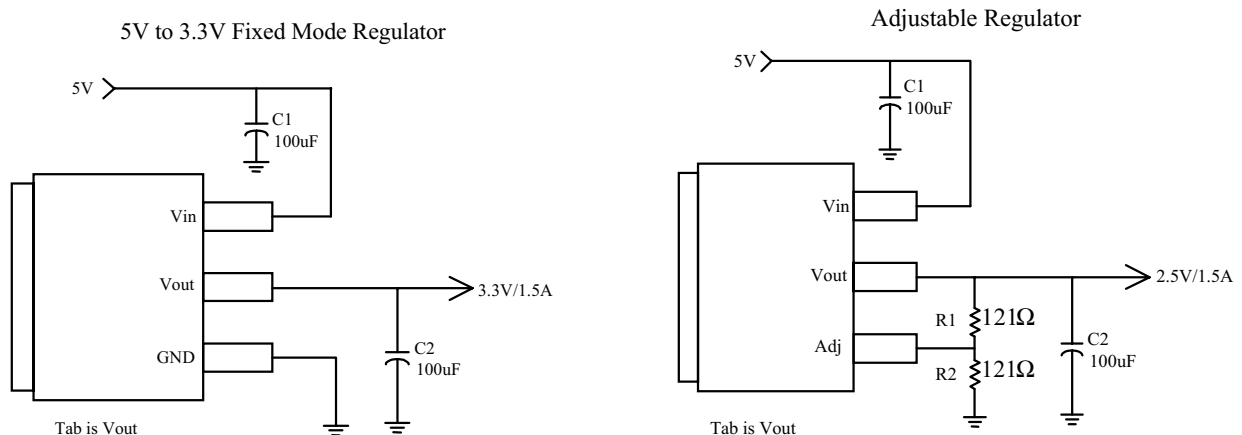 5V to 3.3V Fixed Mode Regulator
5V
C1
100uF
Vin
Vout
3.3V/1.5A
GND
C2
100uF
Tab is Vout
Adjustable Regulator
5V
C1
100uF
Vin
Vout
2.5V/1.5A
R1
121Ω
Adj
C2
100uF
R2
121Ω
Tab is Vout